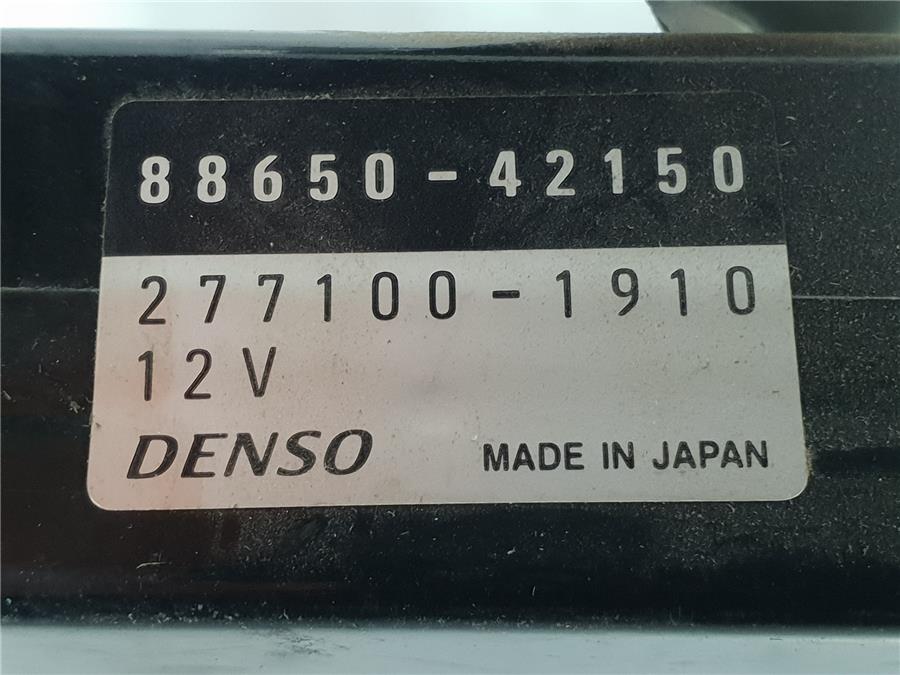 88650-42150
277100-1910
12V
DENSO MADE IN JAPAN